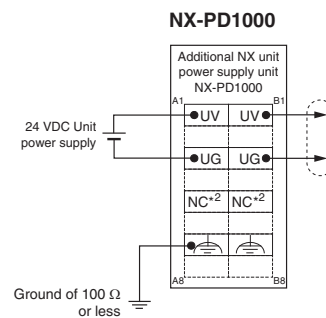 NX-PD1000
Additional NX unit
power supply unit
NX-PD1000
A1
B1
UV
UV
24 VDC Unit
power supply
UG
UG
NC*2
NC*2
A8
B8
Ground of 100 Ω
or less